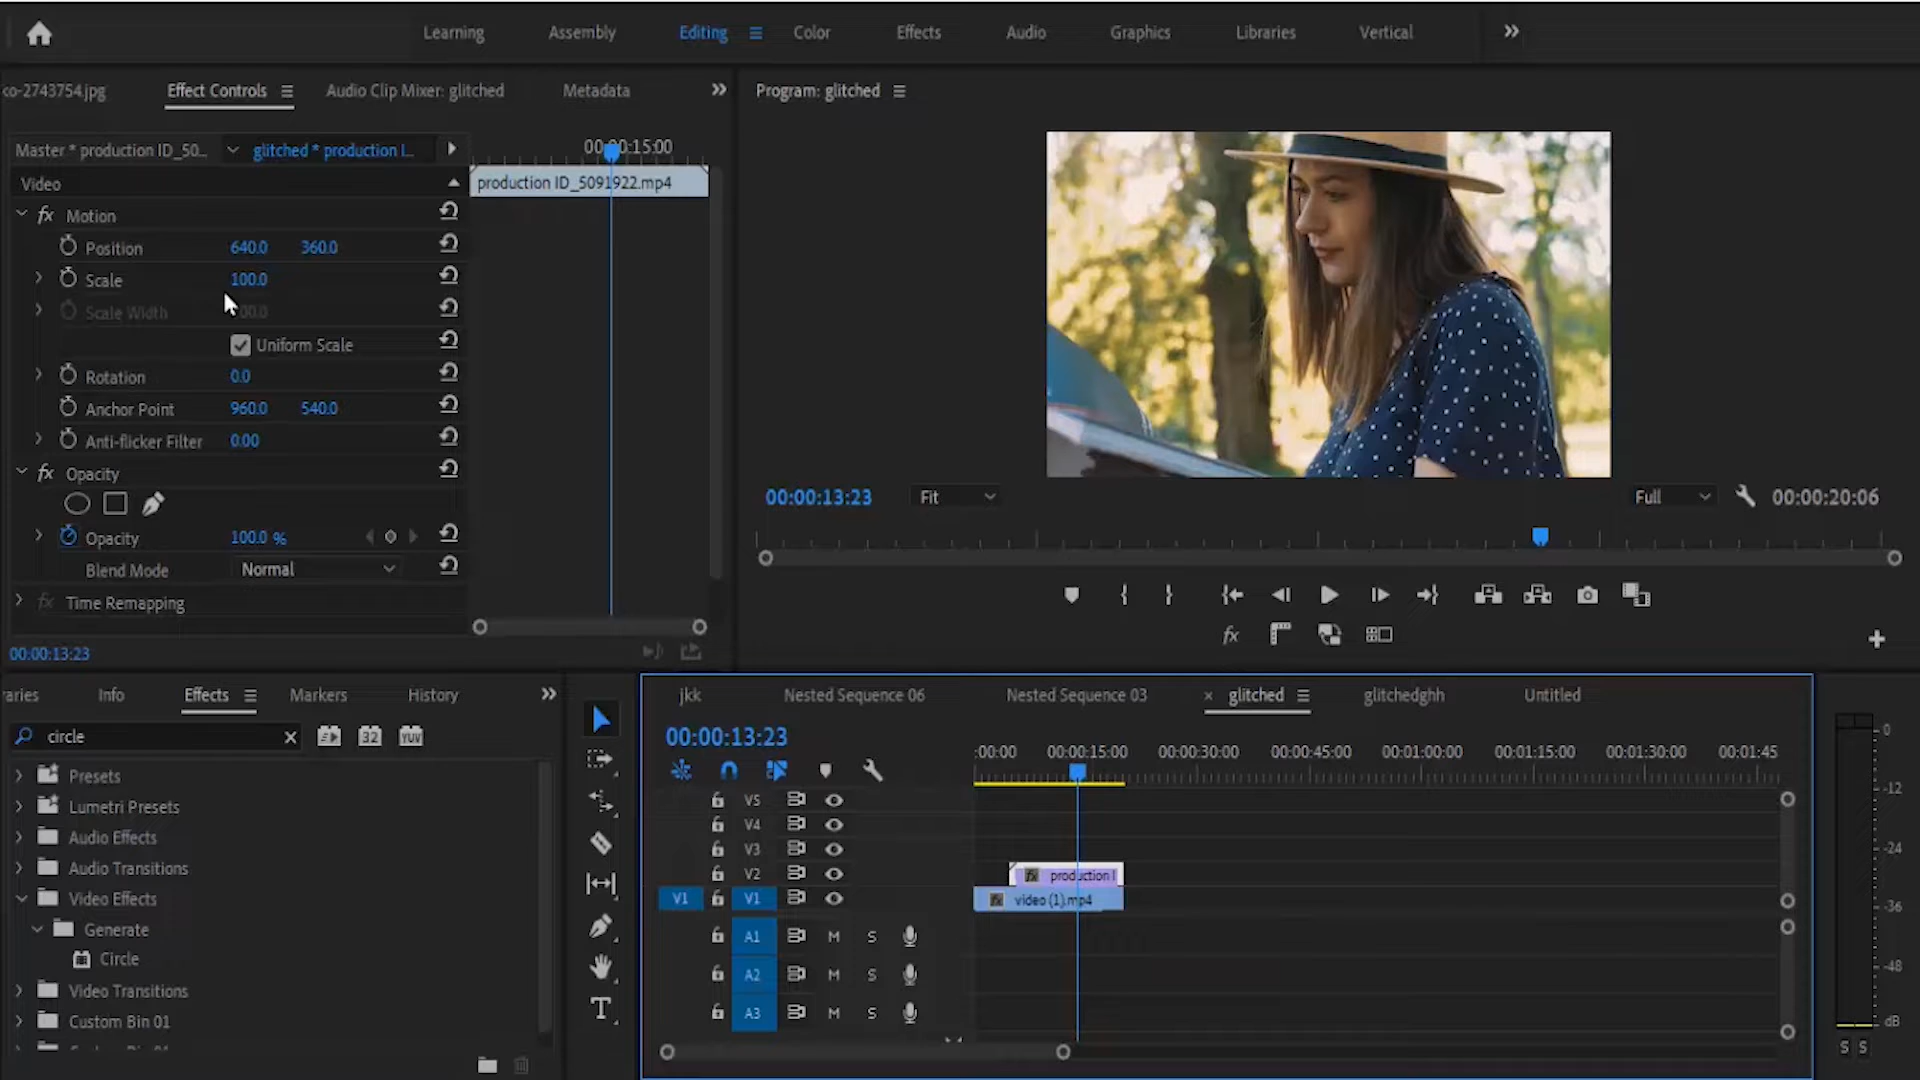 Learning Assembly Editing Color Effects Audio Graphics Libraries Vertical
co-2743754.jpg Effect Controls Audio Clip Mixer: glitched Metadata
Program: glitched
Master * production ID_50... glitched * production I...
00:00:15:00
Video
production ID_5091922.mp4
fx Motion
Position 640.0 360.0
Scale 100.0
Scale Width
Uniform Scale
Rotation 0.0
Anchor Point 960.0 540.0
Anti-flicker Filter 0.00
fx Opacity
Opacity 100.0 %
Blend Mode Normal
fx Time Remapping
00:00:13:23
00:00:13:23 Fit Full 00:00:20:06
fx
Info Effects Markers History
circle
32 YUV
Presets
Lumetri Presets
Audio Effects
Audio Transitions
Video Effects
Generate
Circle
Video Transitions
Custom Bin 01
jkk Nested Sequence 06 Nested Sequence 03 glitched glitchedghh Untitled
00:00:13:23
:00:00 00:00:15:00 00:00:30:00 00:00:45:00 00:01:00:00 00:01:15:00 00:01:30:00 00:01:45
V5
V4
V3
V2 fx production I
V1 V1 fx video (1).mp4
A1 M S
A2 M S
A3 M S
T
0
-12
-24
-36
-48
dB
S S